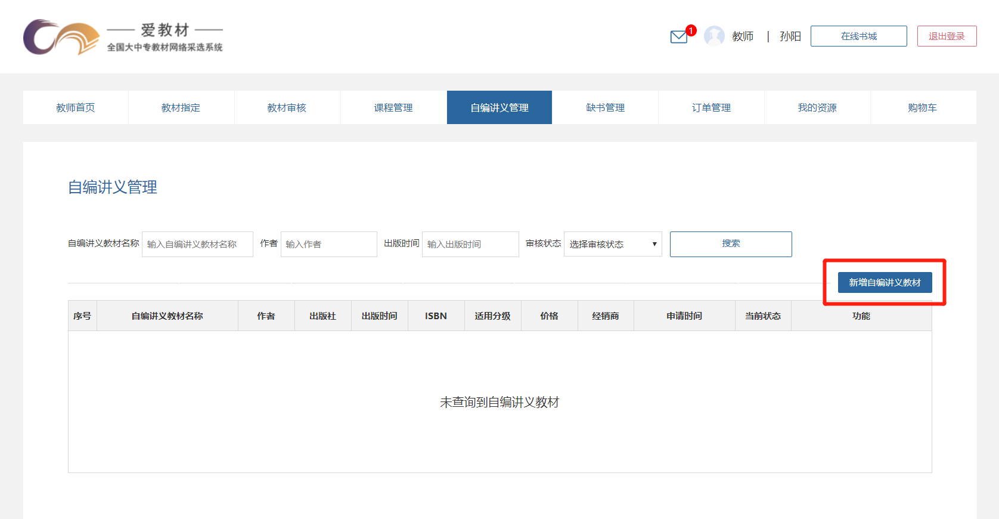 爱教材
全国大中专教材网络采选系统
1
教师 | 孙阳 在线书城 退出登录
教师首页 教材指定 教材审核 课程管理 自编讲义管理 缺书管理 订单管理 我的资源 购物车
自编讲义管理
自编讲义教材名称 输入自编讲义教材名称 作者 输入作者 出版时间 输入出版时间 审核状态 选择审核状态 搜索
新增自编讲义教材
序号 自编讲义教材名称 作者 出版社 出版时间 ISBN 适用分级 价格 经销商 申请时间 当前状态 功能
未查询到自编讲义教材